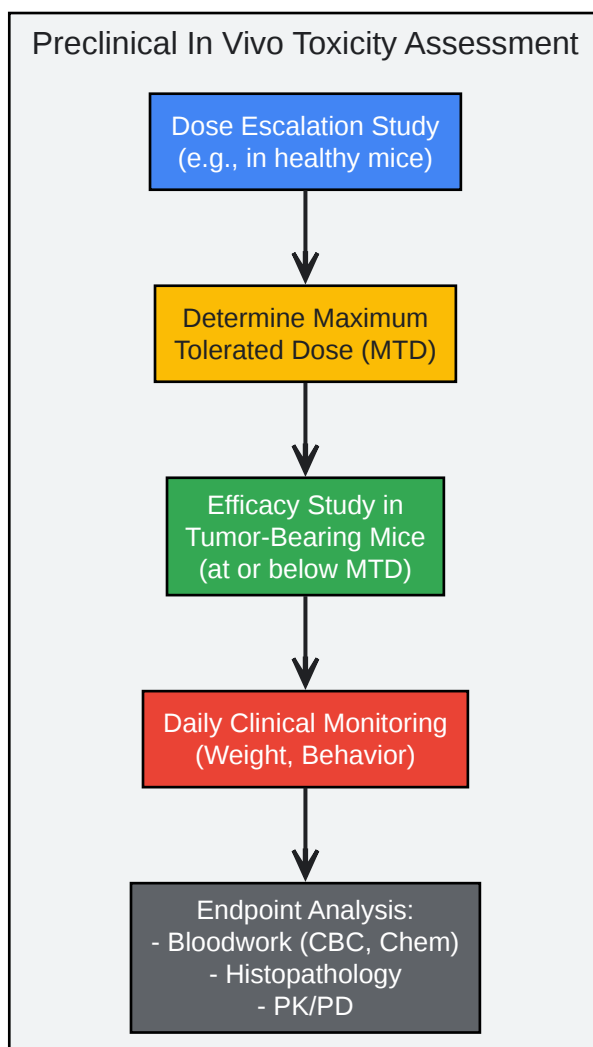 Preclinical In Vivo Toxicity Assessment
Dose Escalation Study
(e.g., in healthy mice)
Determine Maximum
Tolerated Dose (MTD)
Efficacy Study in
Tumor-Bearing Mice
(at or below MTD)
Daily Clinical Monitoring
(Weight, Behavior)
Endpoint Analysis:
- Bloodwork (CBC, Chem)
- Histopathology
- PK/PD